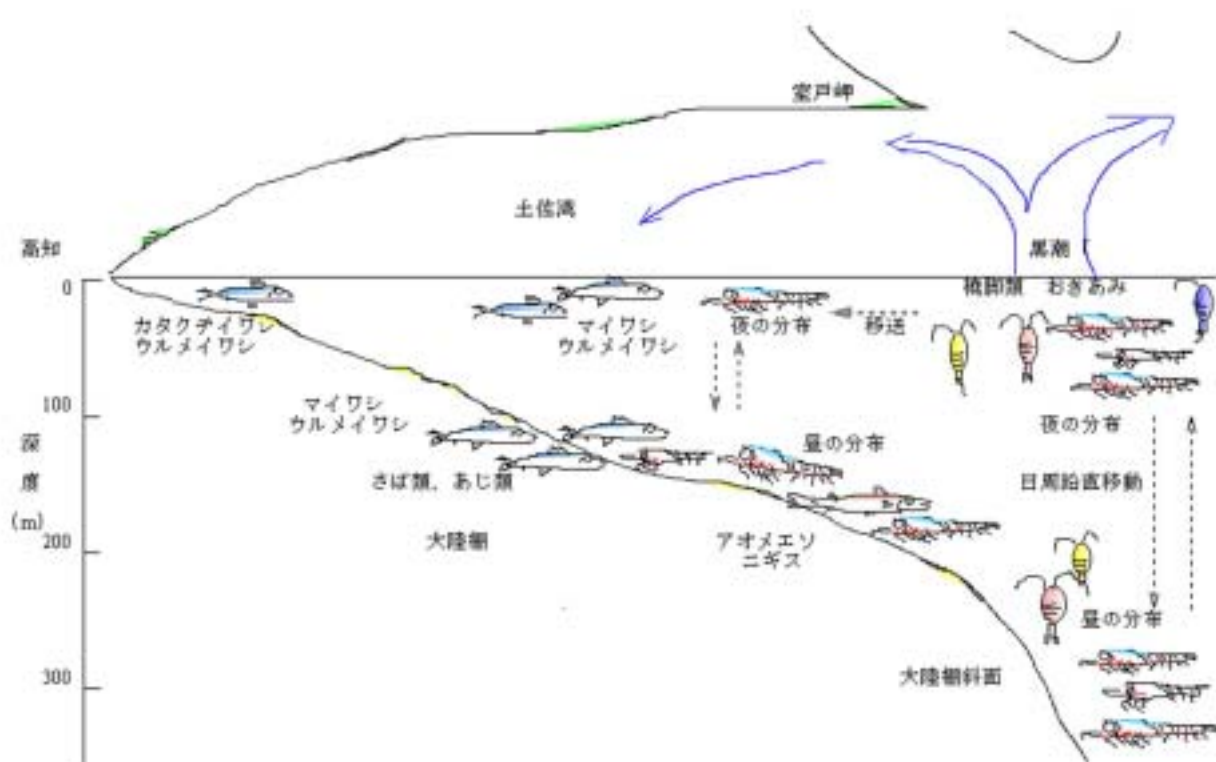 室戸岬
土佐湾
高知
黒潮
0
橈脚類 おきあみ
カタクチイワシ
ウルメイワシ
マイワシ
ウルメイワシ
夜の分布
移送
100
マイワシ
ウルメイワシ
昼の分布
夜の分布
深
度
(m)
さば類、あじ類
日周鉛直移動
200
大陸棚
アオメエソ
ニギス
昼の分布
300
大陸棚斜面